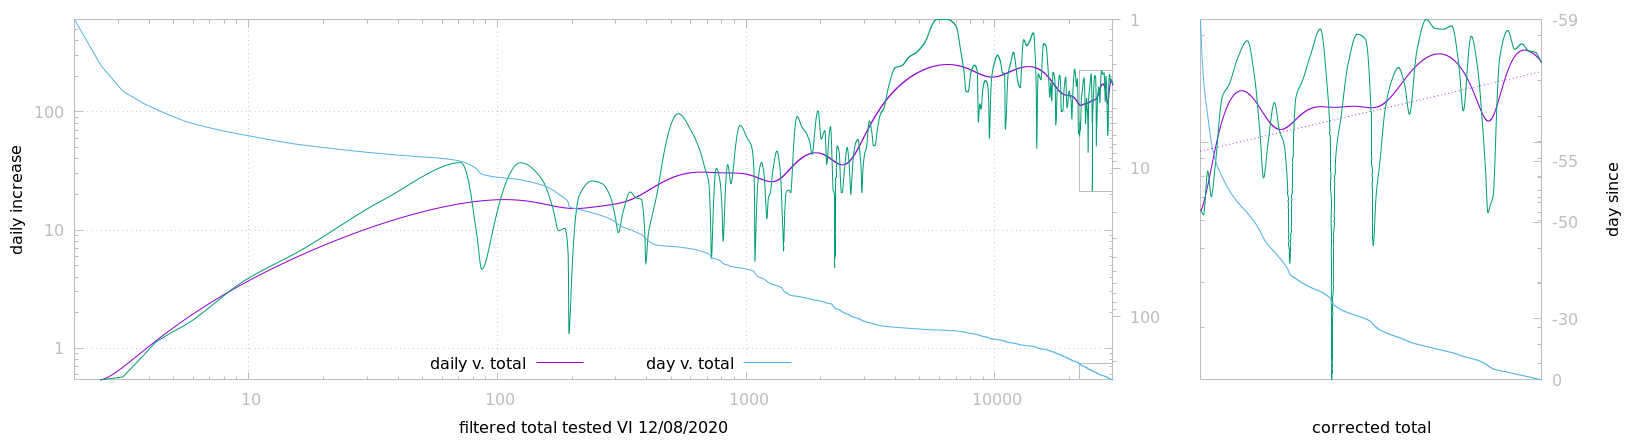 1
-59
100
10
-55
daily increase
day since
10
-50
100
-30
1
daily v. total
day v. total
0
10
100
1000
10000
filtered total tested VI 12/08/2020
corrected total